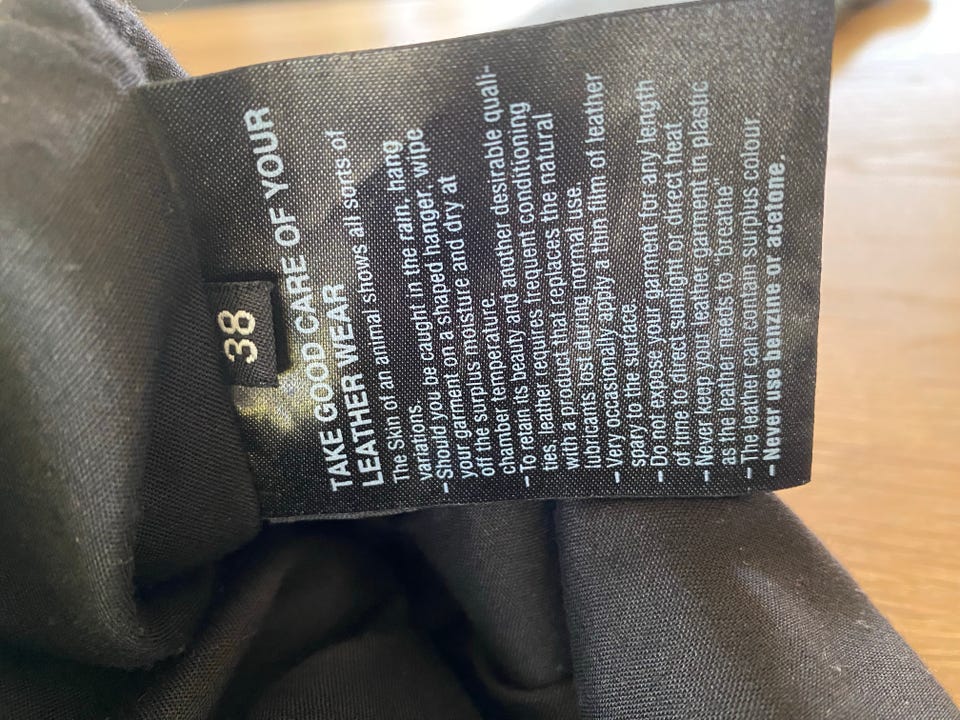 38
TAKE GOOD CARE OF YOUR
LEATHER WEAR
The Skin of an animal shows all sorts of
variations.
-Should you be caught in the rain, hang
your garment on a shaped hanger, wipe
off the surplus moisture and dry at
chamber temperature.
-To retain its beauty and another desirable quali-
ties, leather requires frequent conditioning
with a product that replaces the natural
lubricants lost during normal use.
-Very occasionally apply a thin film of leather
spary to the surface.
-Do not expose your garment for any length
of time to direct sunlight or direct heat
-Never keep you leather garment in plastic
as the leather needs to "breathe"
-The leather can contain surplus colour
-Never use benzine or acetone.